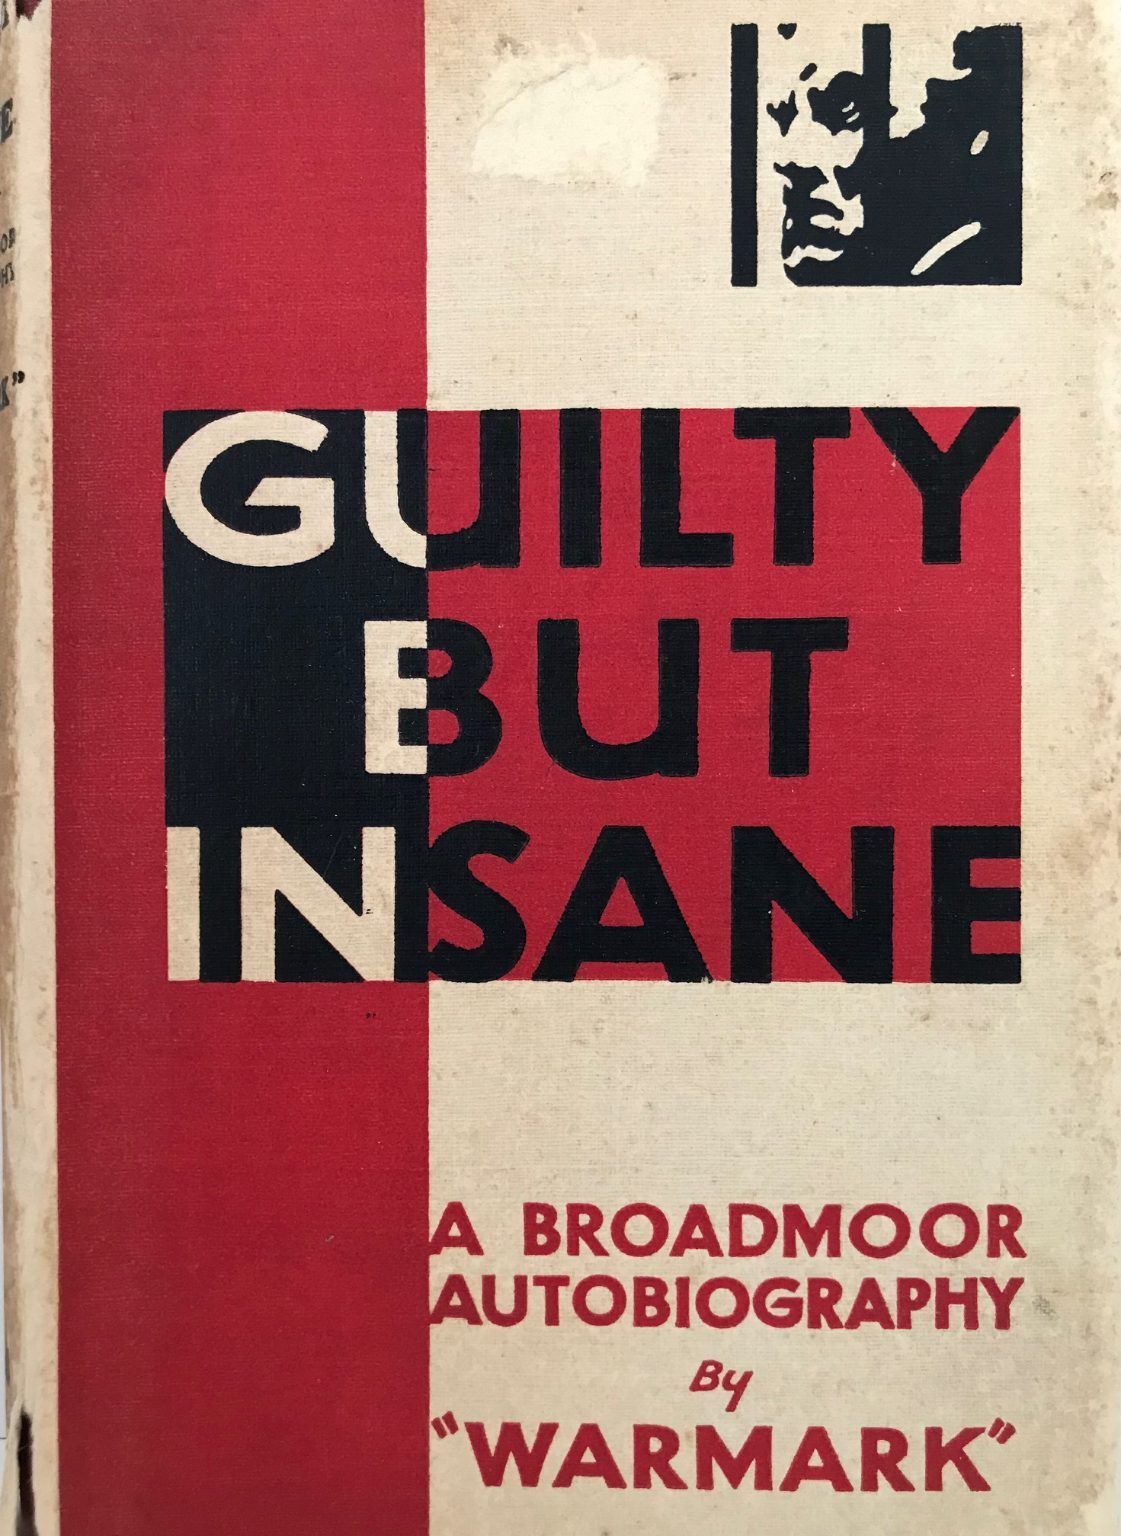 GUILTY
BUT
INSANE
A BROADMOOR
AUTOBIOGRAPHY
By
"WARMARK"